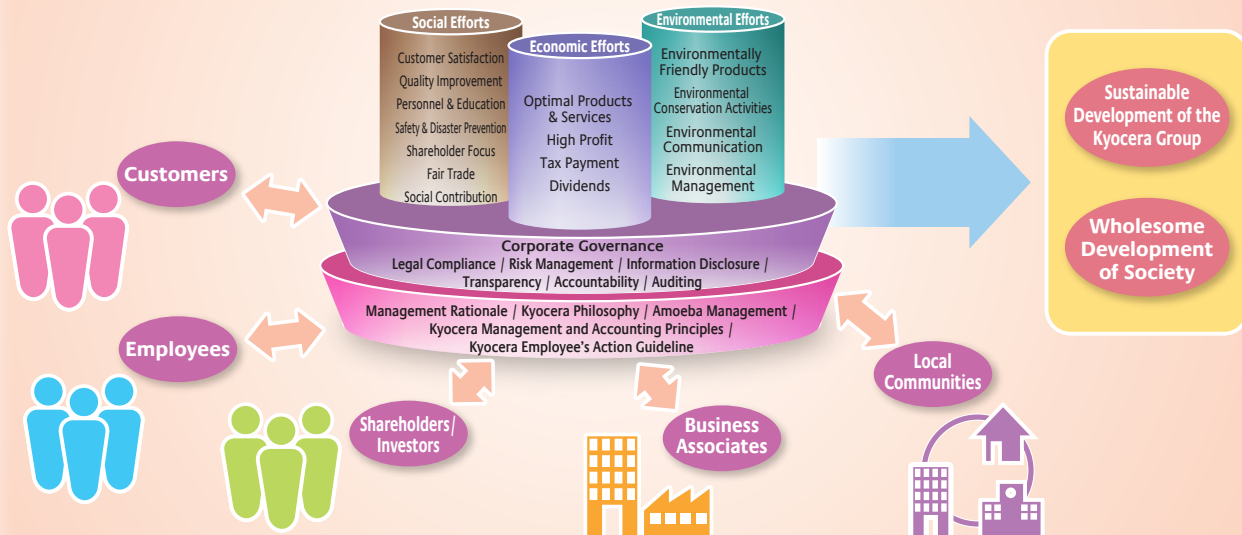 Social Efforts
Customer Satisfaction
Quality Improvement
Personnel & Education
Safety & Disaster Prevention
Shareholder Focus
Fair Trade
Social Contribution
Economic Efforts
Optimal Products
& Services
High Profit
Tax Payment
Dividends
Environmental Efforts
Environmentally
Friendly Products
Environmental
Conservation Activities
Environmental
Communication
Environmental
Management
Corporate Governance
Legal Compliance / Risk Management / Information Disclosure /
Transparency / Accountability / Auditing
Management Rationale / Kyocera Philosophy / Amoeba Management /
Kyocera Management and Accounting Principles /
Kyocera Employee's Action Guideline
Sustainable
Development of the
Kyocera Group
Wholesome
Development
of Society
Customers
Employees
Shareholders/
Investors
Business
Associates
Local
Communities